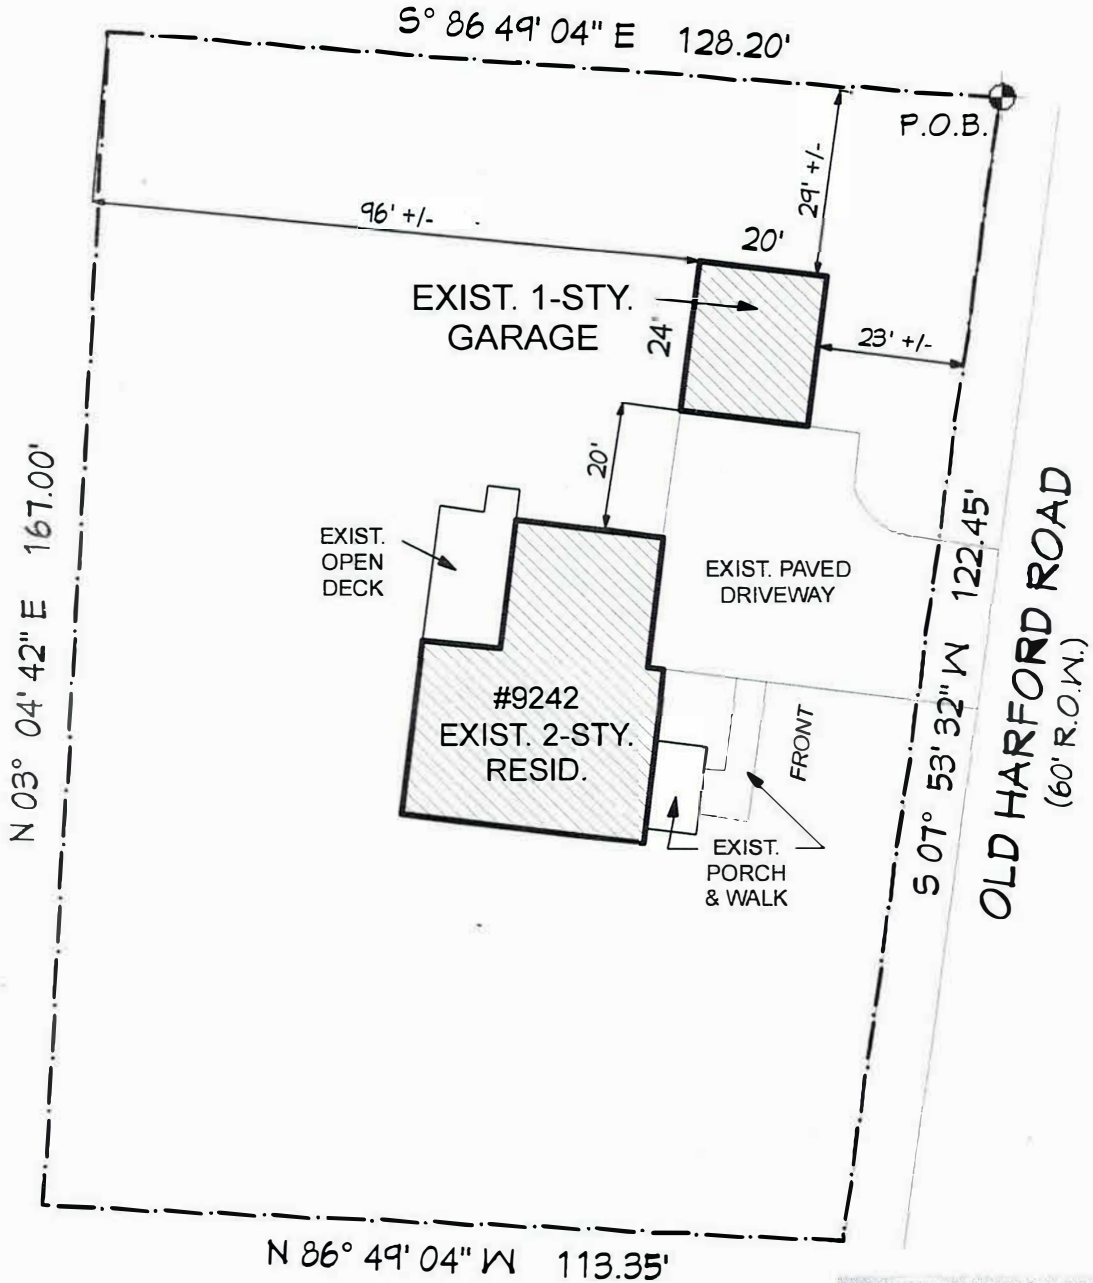 S° 86 49' 04" E 128.20'
P.O.B.
29' +/-
96' +/-
20'
EXIST. 1-STY.
GARAGE
24'
23' +/-
20'
N 03° 04' 42" E 167.00'
EXIST.
OPEN
DECK
EXIST. PAVED
DRIVEWAY
S 07° 53' 32" W 122.45'
OLD HARFORD ROAD
(60' R.O.W.)
#9242
EXIST. 2-STY.
RESID.
FRONT
EXIST.
PORCH
& WALK
N 86° 49' 04" W 113.35'